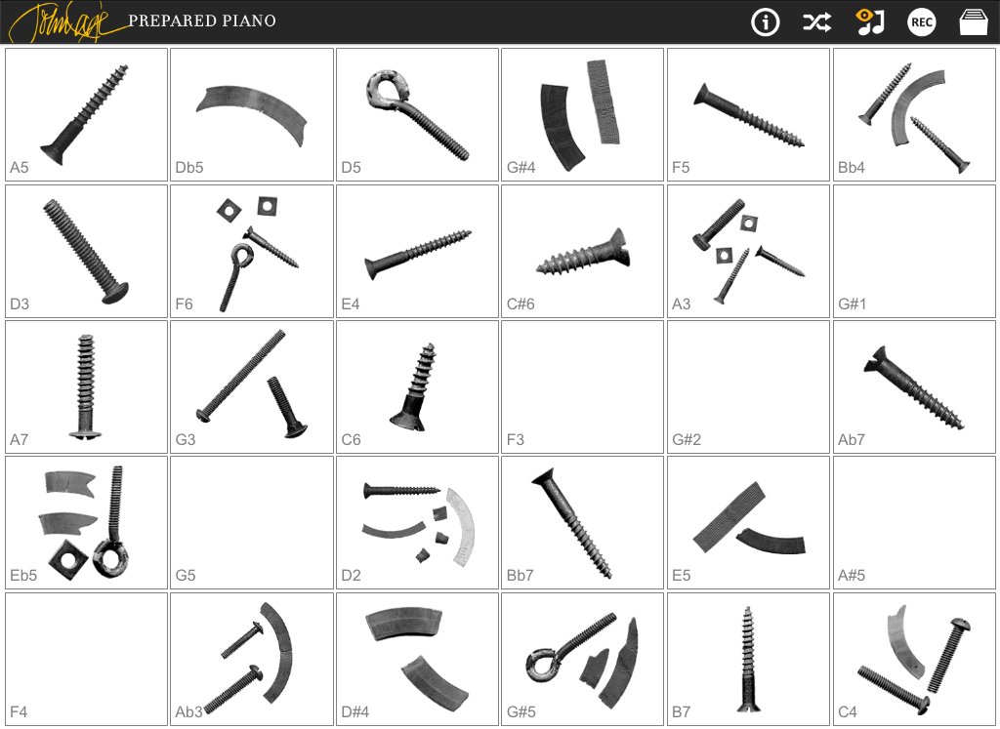 John Cage PREPARED PIANO REC
A5 Db5 D5 G#4 F5 Bb4
D3 F6 E4 C#6 A3 G#1
A7 G3 C6 F3 G#2 Ab7
Eb5 G5 D2 Bb7 E5 A#5
F4 Ab3 D#4 G#5 B7 C4